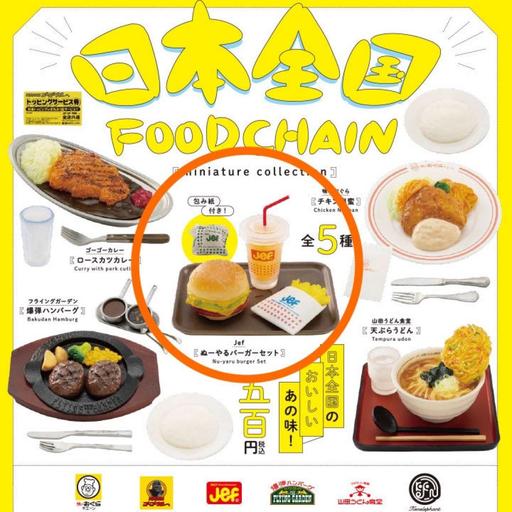 日本全国
FOODCHAIN
[miniature collection]
トッピングサービス券
包み紙
付き!
Jef
全5種
チキン
Chicken Nanban
ゴーゴーカレー
ロースカツカレー
Curry with pork cutlet
フライングガーデン
爆弾ハンバーグ
Bakudan Hamburg
Jef
ぬーやるバーガーセット
Nu-yaru burger Set
山田うどん食堂
天ぷらうどん
Tempura udon
日本全国の
おいしい
あの味!
五百円
税込
Jef
爆弾ハンバーグ
FLYING GARDEN
山田うどん食堂